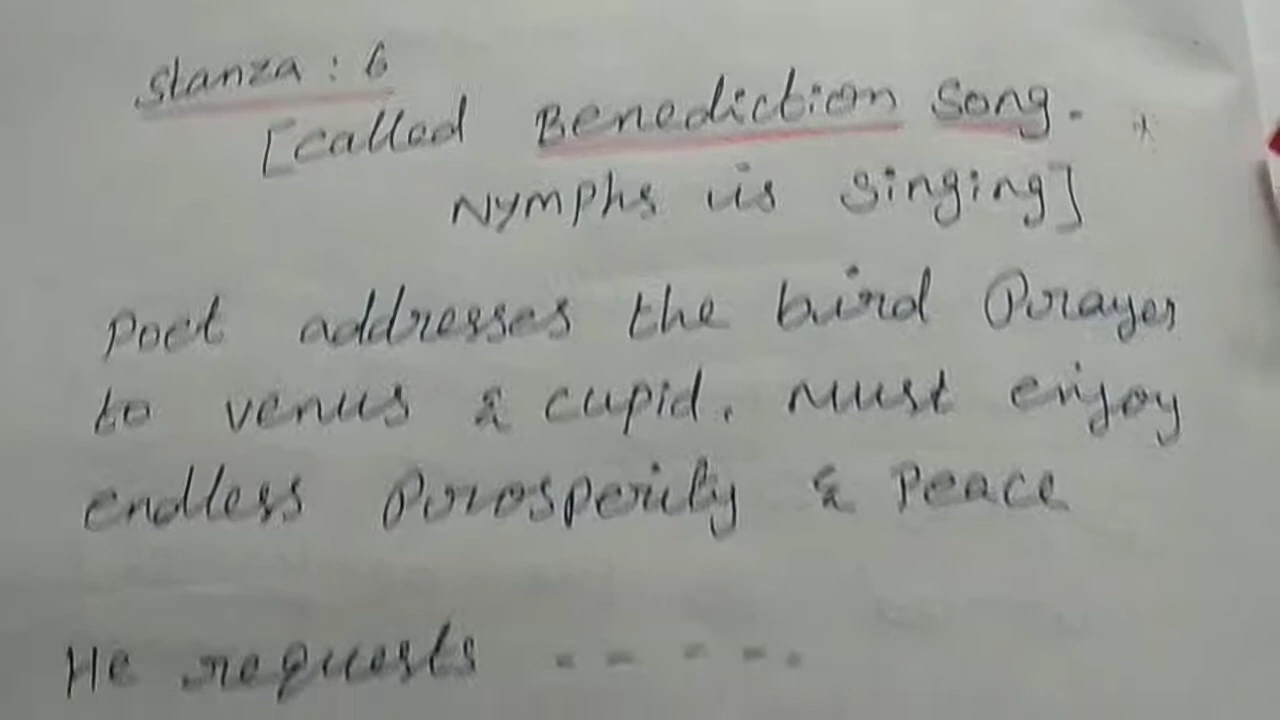 Stanza : 6
[called Benediction Song.
Nymphs is singing]
Poet addresses the bird Prayer
to venus & cupid. Must enjoy
endless Prosperity & Peace
He requests - - - - .